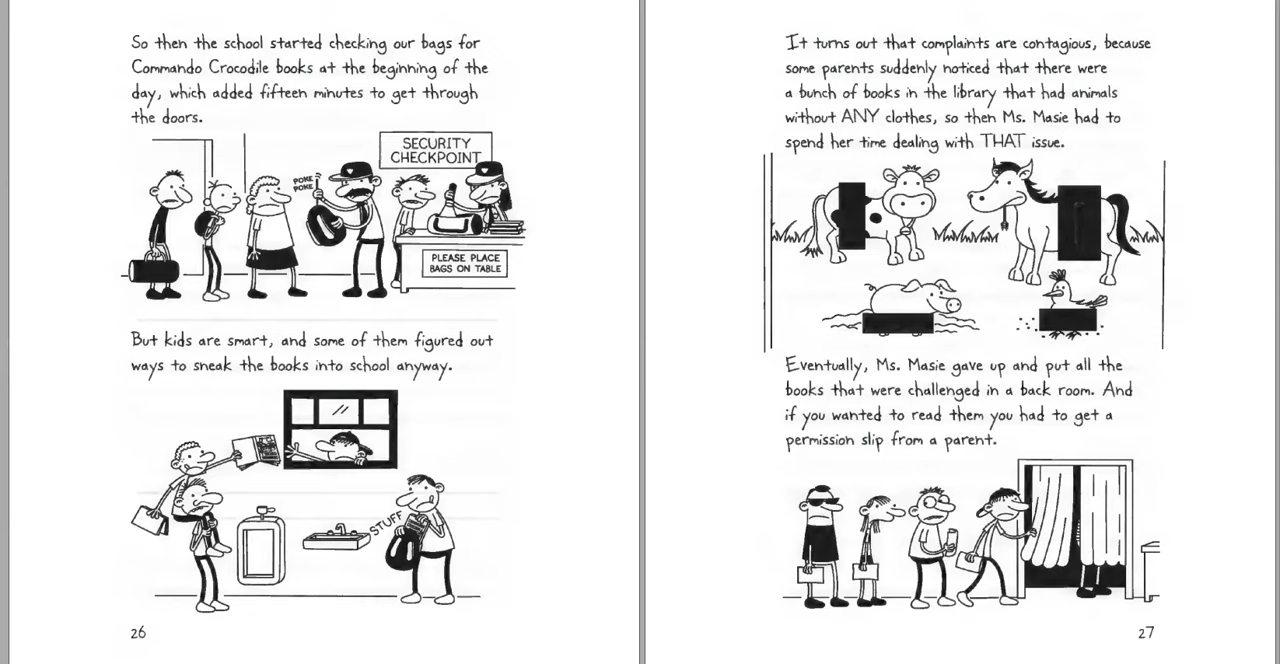 So then the school started checking our bags for
Commando Crocodile books at the beginning of the
day, which added fifteen minutes to get through
the doors.
SECURITY
CHECKPOINT
POKE
POKE
PLEASE PLACE
BAGS ON TABLE
But kids are smart, and some of them figured out
ways to sneak the books into school anyway.
STUFF
26
It turns out that complaints are contagious, because
some parents suddenly noticed that there were
a bunch of books in the library that had animals
without ANY clothes, so then Ms. Masie had to
spend her time dealing with THAT issue.
Eventually, Ms. Masie gave up and put all the
books that were challenged in a back room. And
if you wanted to read them you had to get a
permission slip from a parent.
27